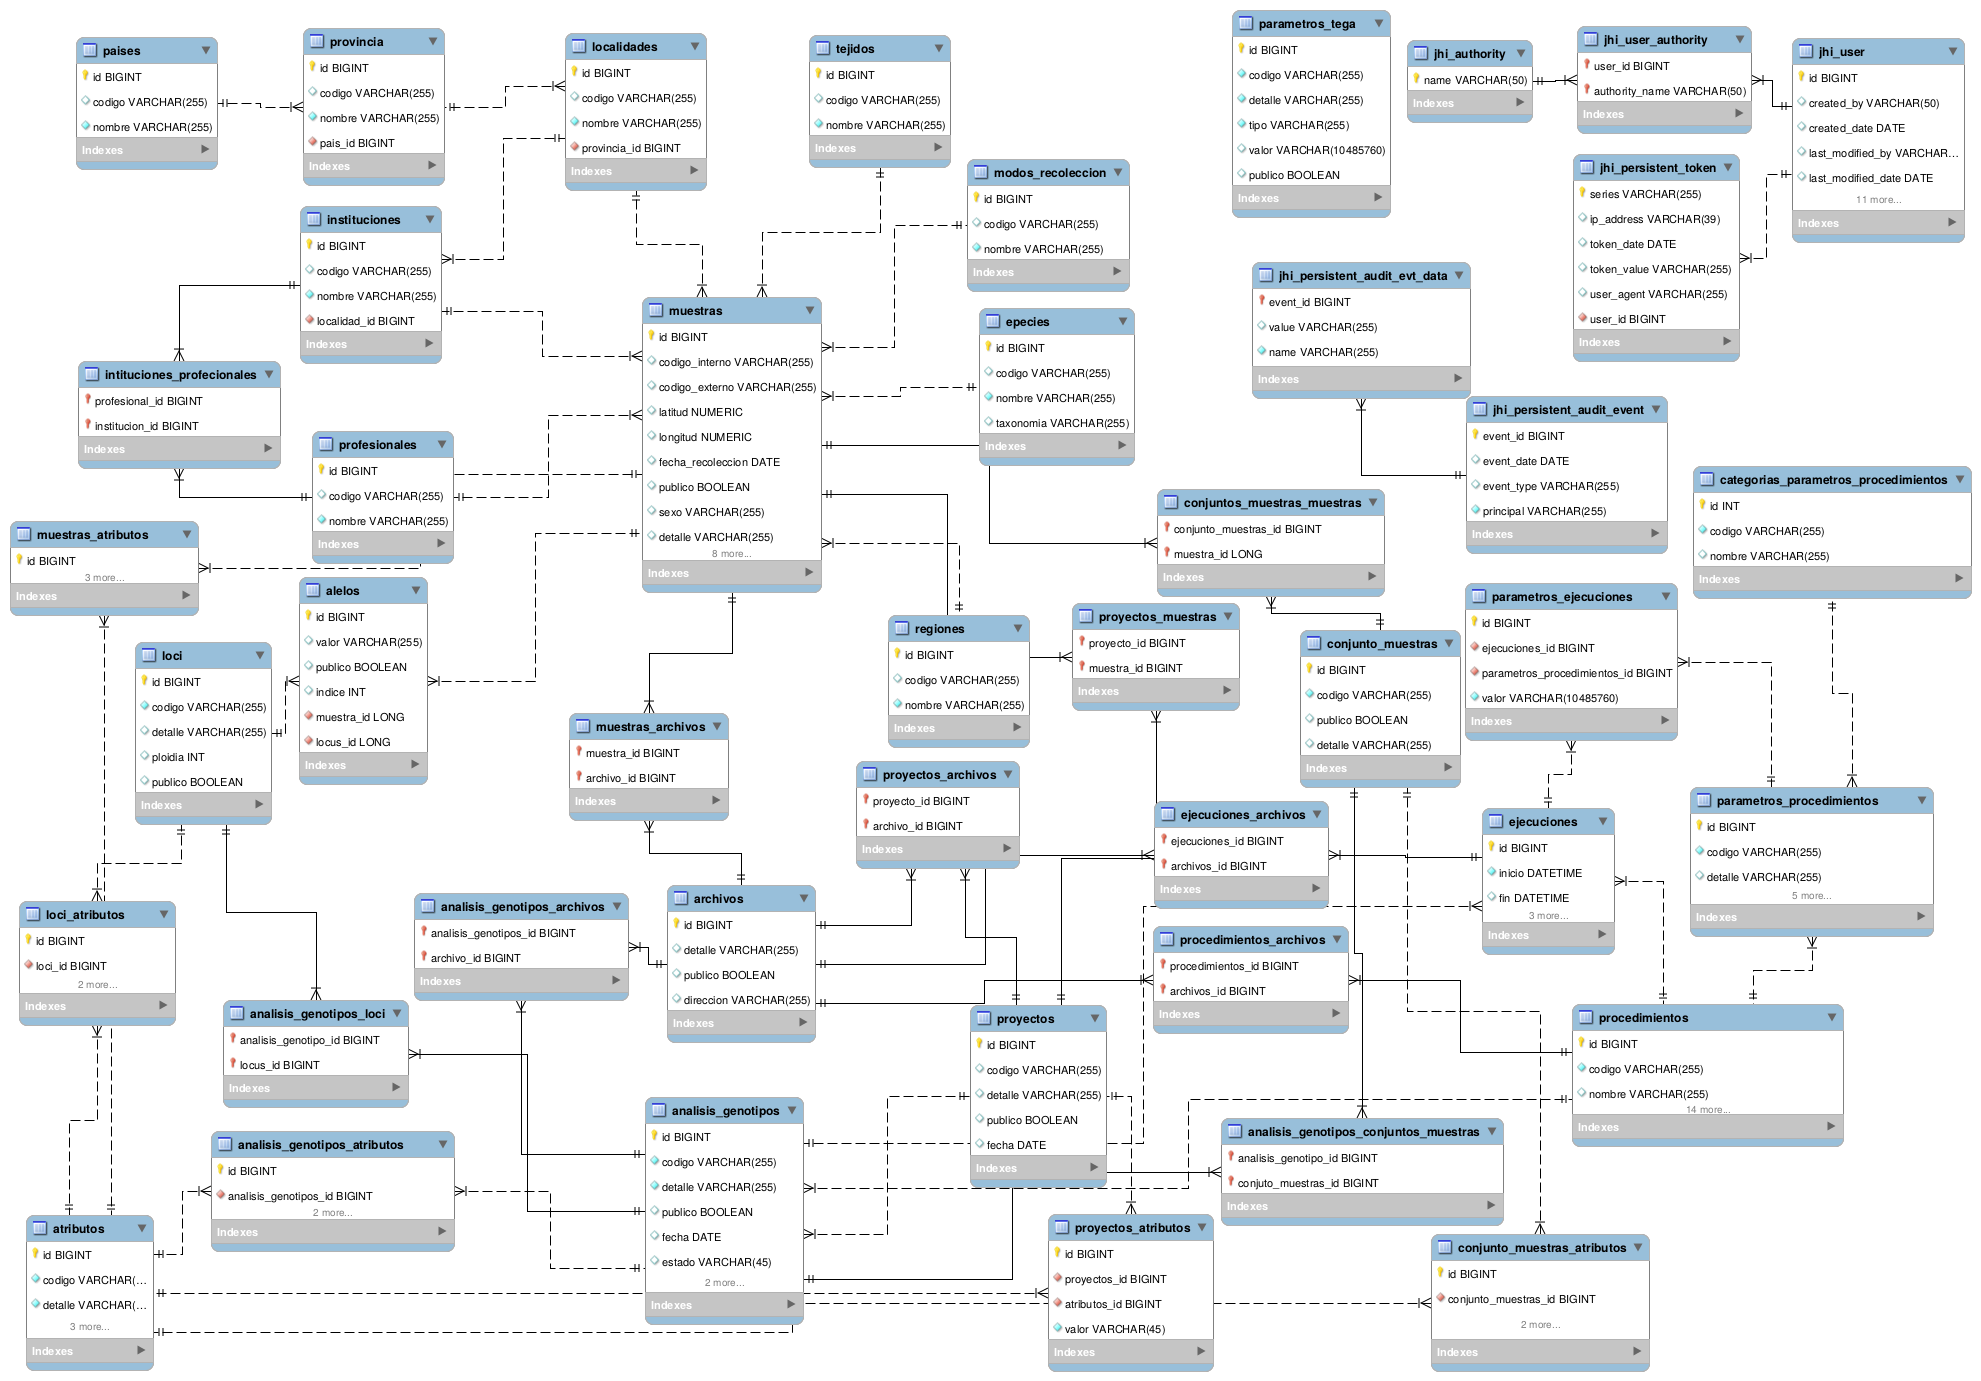 paises
id BIGINT
codigo VARCHAR(255)
nombre VARCHAR(255)
Indexes
provincia
id BIGINT
codigo VARCHAR(255)
nombre VARCHAR(255)
pais_id BIGINT
Indexes
localidades
id BIGINT
codigo VARCHAR(255)
nombre VARCHAR(255)
provincia_id BIGINT
Indexes
tejidos
id BIGINT
codigo VARCHAR(255)
nombre VARCHAR(255)
Indexes
modos_recoleccion
id BIGINT
codigo VARCHAR(255)
nombre VARCHAR(255)
Indexes
parametros_tega
id BIGINT
codigo VARCHAR(255)
detalle VARCHAR(255)
tipo VARCHAR(255)
valor VARCHAR(10485760)
publico BOOLEAN
Indexes
jhi_authority
name VARCHAR(50)
Indexes
jhi_user_authority
user_id BIGINT
authority_name VARCHAR(50)
Indexes
jhi_user
id BIGINT
created_by VARCHAR(50)
created_date DATE
last_modified_by VARCHAR...
last_modified_date DATE
11 more...
Indexes
jhi_persistent_token
series VARCHAR(255)
ip_address VARCHAR(39)
token_date DATE
token_value VARCHAR(255)
user_agent VARCHAR(255)
user_id BIGINT
Indexes
instituciones
id BIGINT
codigo VARCHAR(255)
nombre VARCHAR(255)
localidad_id BIGINT
Indexes
intituciones_profecionales
profesional_id BIGINT
institucion_id BIGINT
Indexes
profesionales
id BIGINT
codigo VARCHAR(255)
nombre VARCHAR(255)
Indexes
muestras
id BIGINT
codigo_interno VARCHAR(255)
codigo_externo VARCHAR(255)
latitud NUMERIC
longitud NUMERIC
fecha_recoleccion DATE
publico BOOLEAN
sexo VARCHAR(255)
detalle VARCHAR(255)
8 more...
Indexes
epecies
id BIGINT
codigo VARCHAR(255)
nombre VARCHAR(255)
taxonomia VARCHAR(255)
Indexes
jhi_persistent_audit_evt_data
event_id BIGINT
value VARCHAR(255)
name VARCHAR(255)
Indexes
jhi_persistent_audit_event
event_id BIGINT
event_date DATE
event_type VARCHAR(255)
principal VARCHAR(255)
Indexes
categorias_parametros_procedimientos
id INT
codigo VARCHAR(255)
nombre VARCHAR(255)
Indexes
conjuntos_muestras_muestras
conjunto_muestras_id BIGINT
muestra_id LONG
Indexes
muestras_atributos
id BIGINT
3 more...
Indexes
alelos
id BIGINT
valor VARCHAR(255)
publico BOOLEAN
indice INT
muestra_id LONG
locus_id LONG
Indexes
loci
id BIGINT
codigo VARCHAR(255)
detalle VARCHAR(255)
ploidia INT
publico BOOLEAN
Indexes
regiones
id BIGINT
codigo VARCHAR(255)
nombre VARCHAR(255)
Indexes
proyectos_muestras
proyecto_id BIGINT
muestra_id BIGINT
Indexes
conjunto_muestras
id BIGINT
codigo VARCHAR(255)
publico BOOLEAN
detalle VARCHAR(255)
Indexes
parametros_ejecuciones
id BIGINT
ejecuciones_id BIGINT
parametros_procedimientos_id BIGINT
valor VARCHAR(10485760)
Indexes
muestras_archivos
muestra_id BIGINT
archivo_id BIGINT
Indexes
proyectos_archivos
proyecto_id BIGINT
archivo_id BIGINT
Indexes
ejecuciones_archivos
ejecuciones_id BIGINT
archivos_id BIGINT
Indexes
ejecuciones
id BIGINT
inicio DATETIME
fin DATETIME
3 more...
Indexes
parametros_procedimientos
id BIGINT
codigo VARCHAR(255)
detalle VARCHAR(255)
5 more...
Indexes
loci_atributos
id BIGINT
loci_id BIGINT
2 more...
Indexes
analisis_genotipos_archivos
analisis_genotipos_id BIGINT
archivo_id BIGINT
Indexes
archivos
id BIGINT
detalle VARCHAR(255)
publico BOOLEAN
direccion VARCHAR(255)
Indexes
procedimientos_archivos
procedimientos_id BIGINT
archivos_id BIGINT
Indexes
analisis_genotipos_loci
analisis_genotipo_id BIGINT
locus_id BIGINT
Indexes
proyectos
id BIGINT
codigo VARCHAR(255)
detalle VARCHAR(255)
publico BOOLEAN
fecha DATE
Indexes
procedimientos
id BIGINT
codigo VARCHAR(255)
nombre VARCHAR(255)
14 more...
Indexes
analisis_genotipos
id BIGINT
codigo VARCHAR(255)
detalle VARCHAR(255)
publico BOOLEAN
fecha DATE
estado VARCHAR(45)
2 more...
Indexes
analisis_genotipos_atributos
id BIGINT
analisis_genotipos_id BIGINT
2 more...
Indexes
analisis_genotipos_conjuntos_muestras
analisis_genotipo_id BIGINT
conjuto_muestras_id BIGINT
Indexes
atributos
id BIGINT
codigo VARCHAR(...
detalle VARCHAR(...
3 more...
Indexes
proyectos_atributos
id BIGINT
proyectos_id BIGINT
atributos_id BIGINT
valor VARCHAR(45)
Indexes
conjunto_muestras_atributos
id BIGINT
conjunto_muestras_id BIGINT
2 more...
Indexes